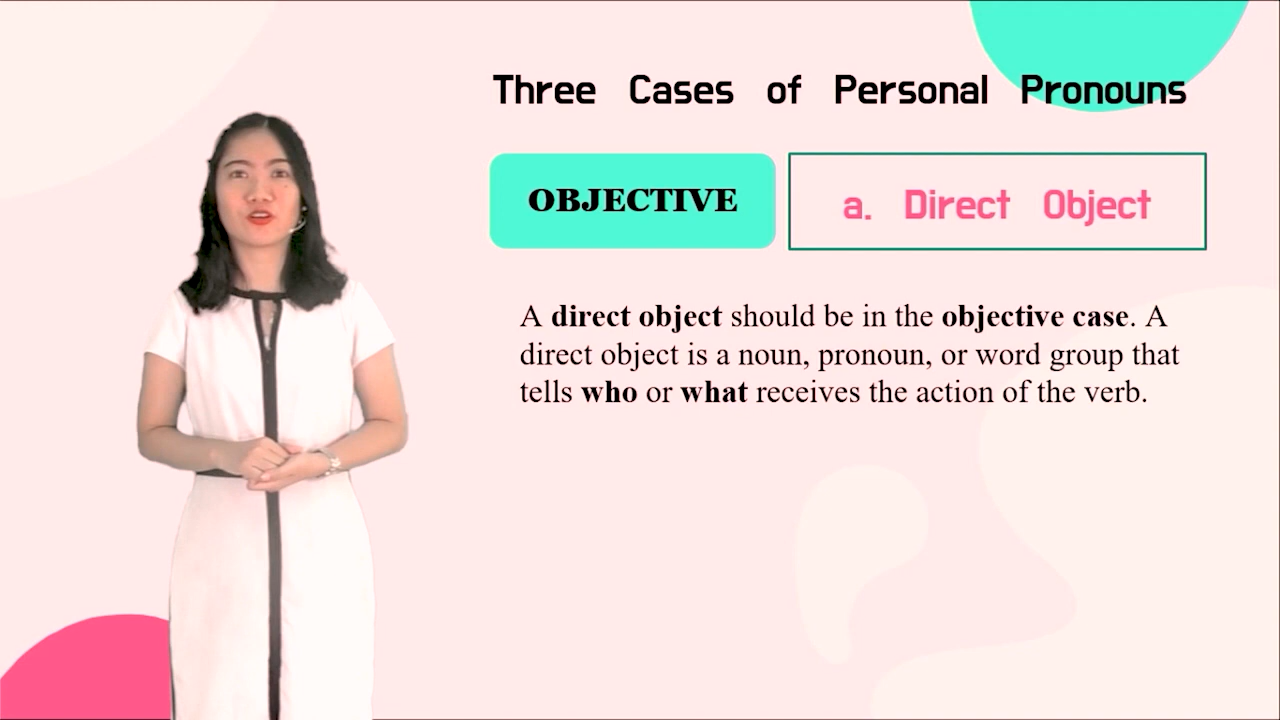 Three Cases of Personal Pronouns
OBJECTIVE
a. Direct Object
A direct object should be in the objective case. A
direct object is a noun, pronoun, or word group that
tells who or what receives the action of the verb.